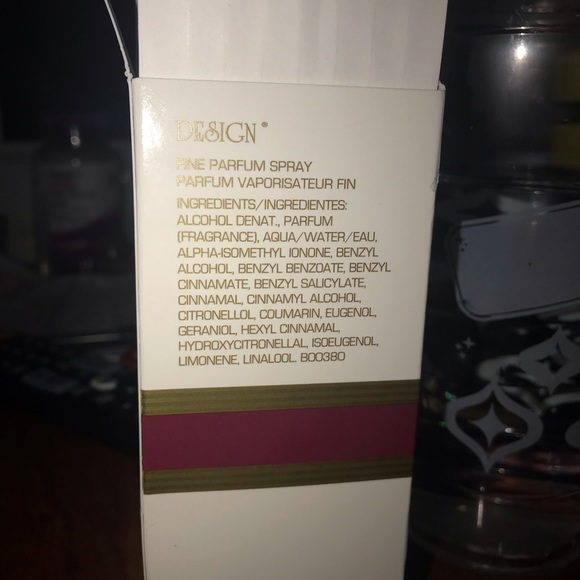 DESIGN®
FINE PARFUM SPRAY
PARFUM VAPORISATEUR FIN
INGREDIENTS/INGREDIENTES:
ALCOHOL DENAT., PARFUM
(FRAGRANCE), AQUA/WATER/EAU,
ALPHA-ISOMETHYL IONONE, BENZYL
ALCOHOL, BENZYL BENZOATE, BENZYL
CINNAMATE, BENZYL SALICYLATE,
CINNAMAL, CINNAMYL ALCOHOL,
CITRONELLOL, COUMARIN, EUGENOL,
GERANIOL, HEXYL CINNAMAL,
HYDROXYCITRONELLAL, ISOEUGENOL,
LIMONENE, LINALOOL. B00380